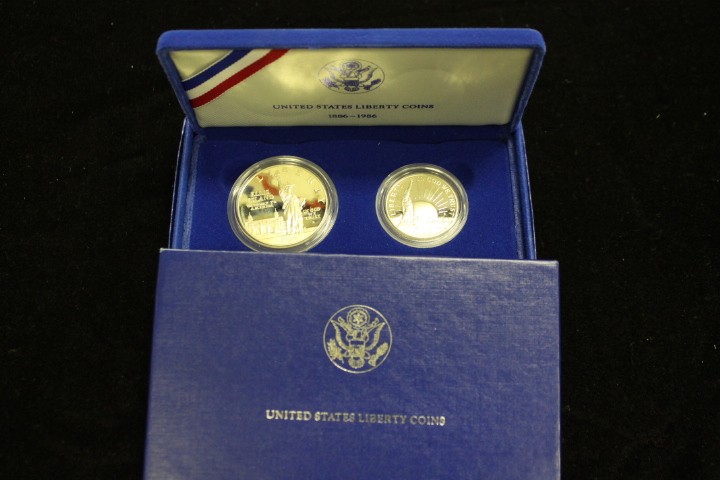 UNITED STATES LIBERTY COINS
1886-1986
UNITED STATES LIBERTY COINS